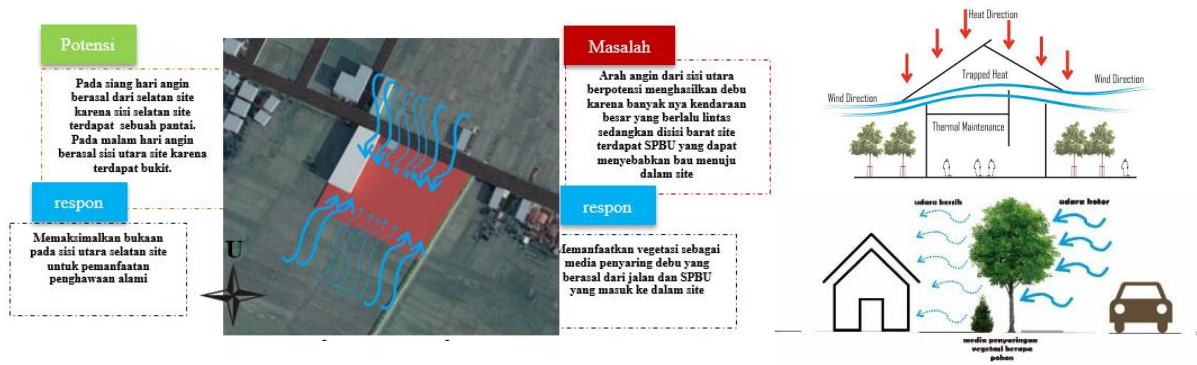 Potensi
Pada siang hari angin
berasal dari selatan site
karena sisi selatan site
terdapat sebuah pantai.
Pada malam hari angin
berasal sisi utara site karena
terdapat bukit.
respon
Memaksimalkan bukaan
pada sisi utara selatan site
untuk pemanfaatan
penghawaan alami
U
Masalah
Arah angin dari sisi utara
berpotensi menghasilkan debu
karena banyak nya kendaraan
besar yang berlalu lintas
sedangkan disisi barat site
terdapat SPBU yang dapat
menyebabkan bau menuju
dalam site
respon
Memanfaatkan vegetasi sebagai
media penyaring debu yang
berasal dari jalan dan SPBU
yang masuk ke dalam site
Heat Direction
Trapped Heat
Wind Direction
Wind Direction
Thermal Maintenance
udara bersih
udara kotor
media penyaringan
vegetasi berupa
pohon